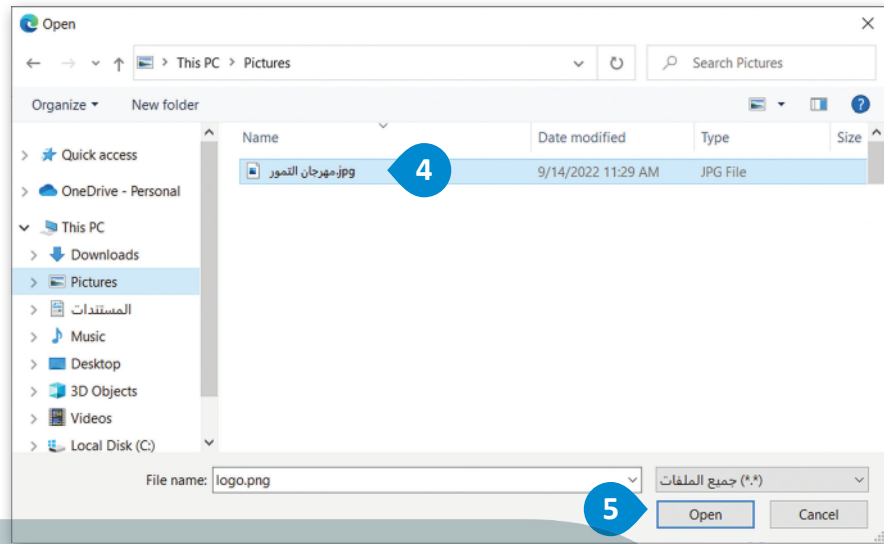 Open
This PC > Pictures
Search Pictures
Organize
New folder
Name
Date modified
Type
Size
Quick access
OneDrive - Personal
This PC
Downloads
Pictures
المستندات
Music
Desktop
3D Objects
Videos
Local Disk (C:)
مهرجان التمور.jpg
4
9/14/2022 11:29 AM
JPG File
File name: logo.png
جميع الملفات (*.*)
5
Open
Cancel